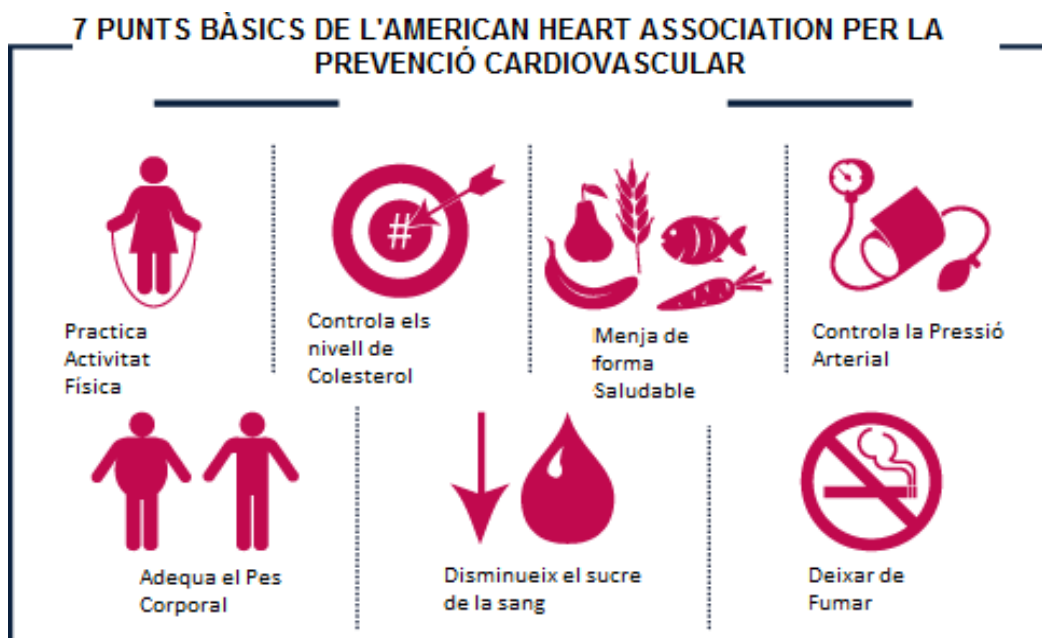 7 PUNTS BÀSICS DE L'AMERICAN HEART ASSOCIATION PER LA
PREVENCIÓ CARDIOVASCULAR
#
Practica
Activitat
Física
Controla els
nivell de
Colesterol
Menja de
forma
Saludable
Controla la Pressió
Arterial
Adequa el Pes
Corporal
Disminueix el sucre
de la sang
Deixar de
Fumar